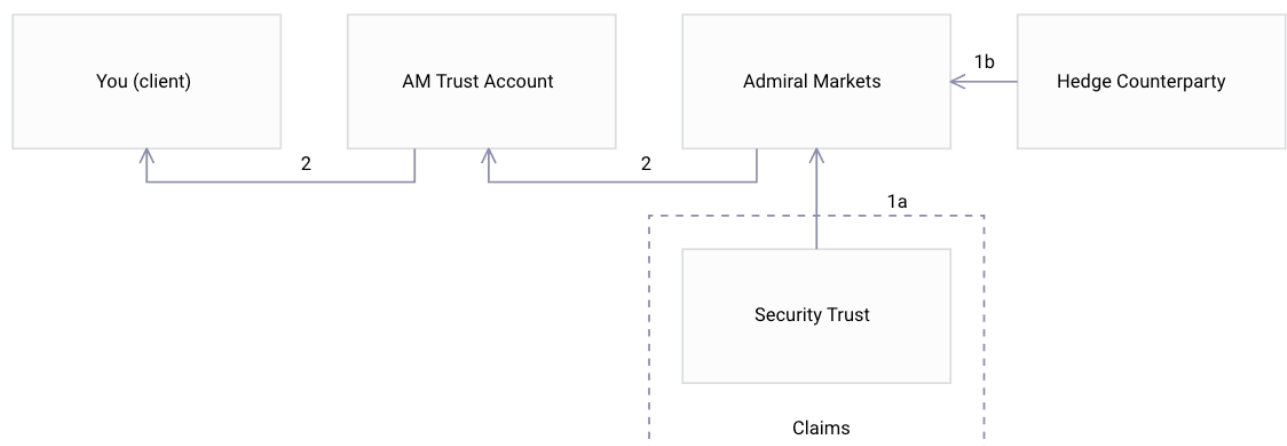 You (client)
AM Trust Account
Admiral Markets
1b
Hedge Counterparty
2
2
1a
Security Trust
Claims